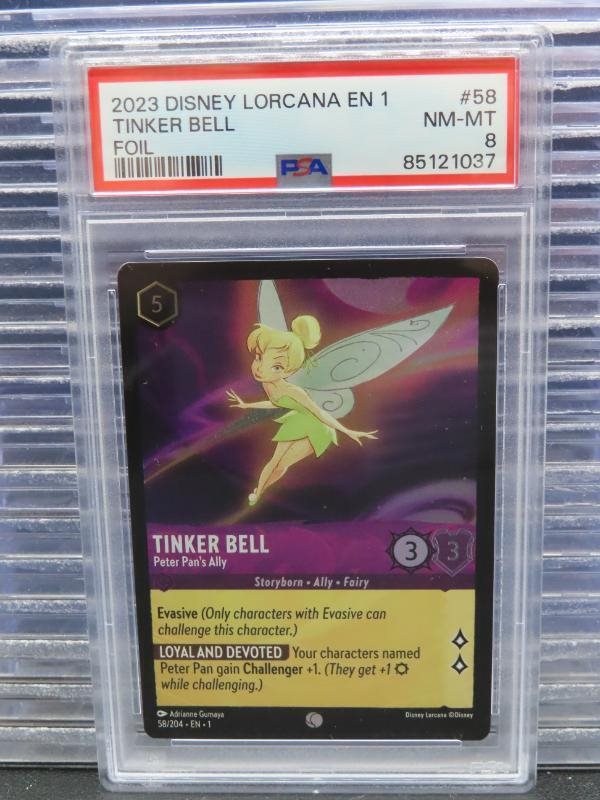 2023 DISNEY LORCANA EN 1 #58
TINKER BELL NM-MT
FOIL 8
PSA 85121037
5
TINKER BELL
Peter Pan's Ally
3 3
Storyborn • Ally • Fairy
Evasive (Only characters with Evasive can
challenge this character.)
LOYAL AND DEVOTED Your characters named
Peter Pan gain Challenger +1. (They get +1
while challenging.)
Adrianne Gumaya
58/204 • EN • 1
Disney Lorcana ©Disney